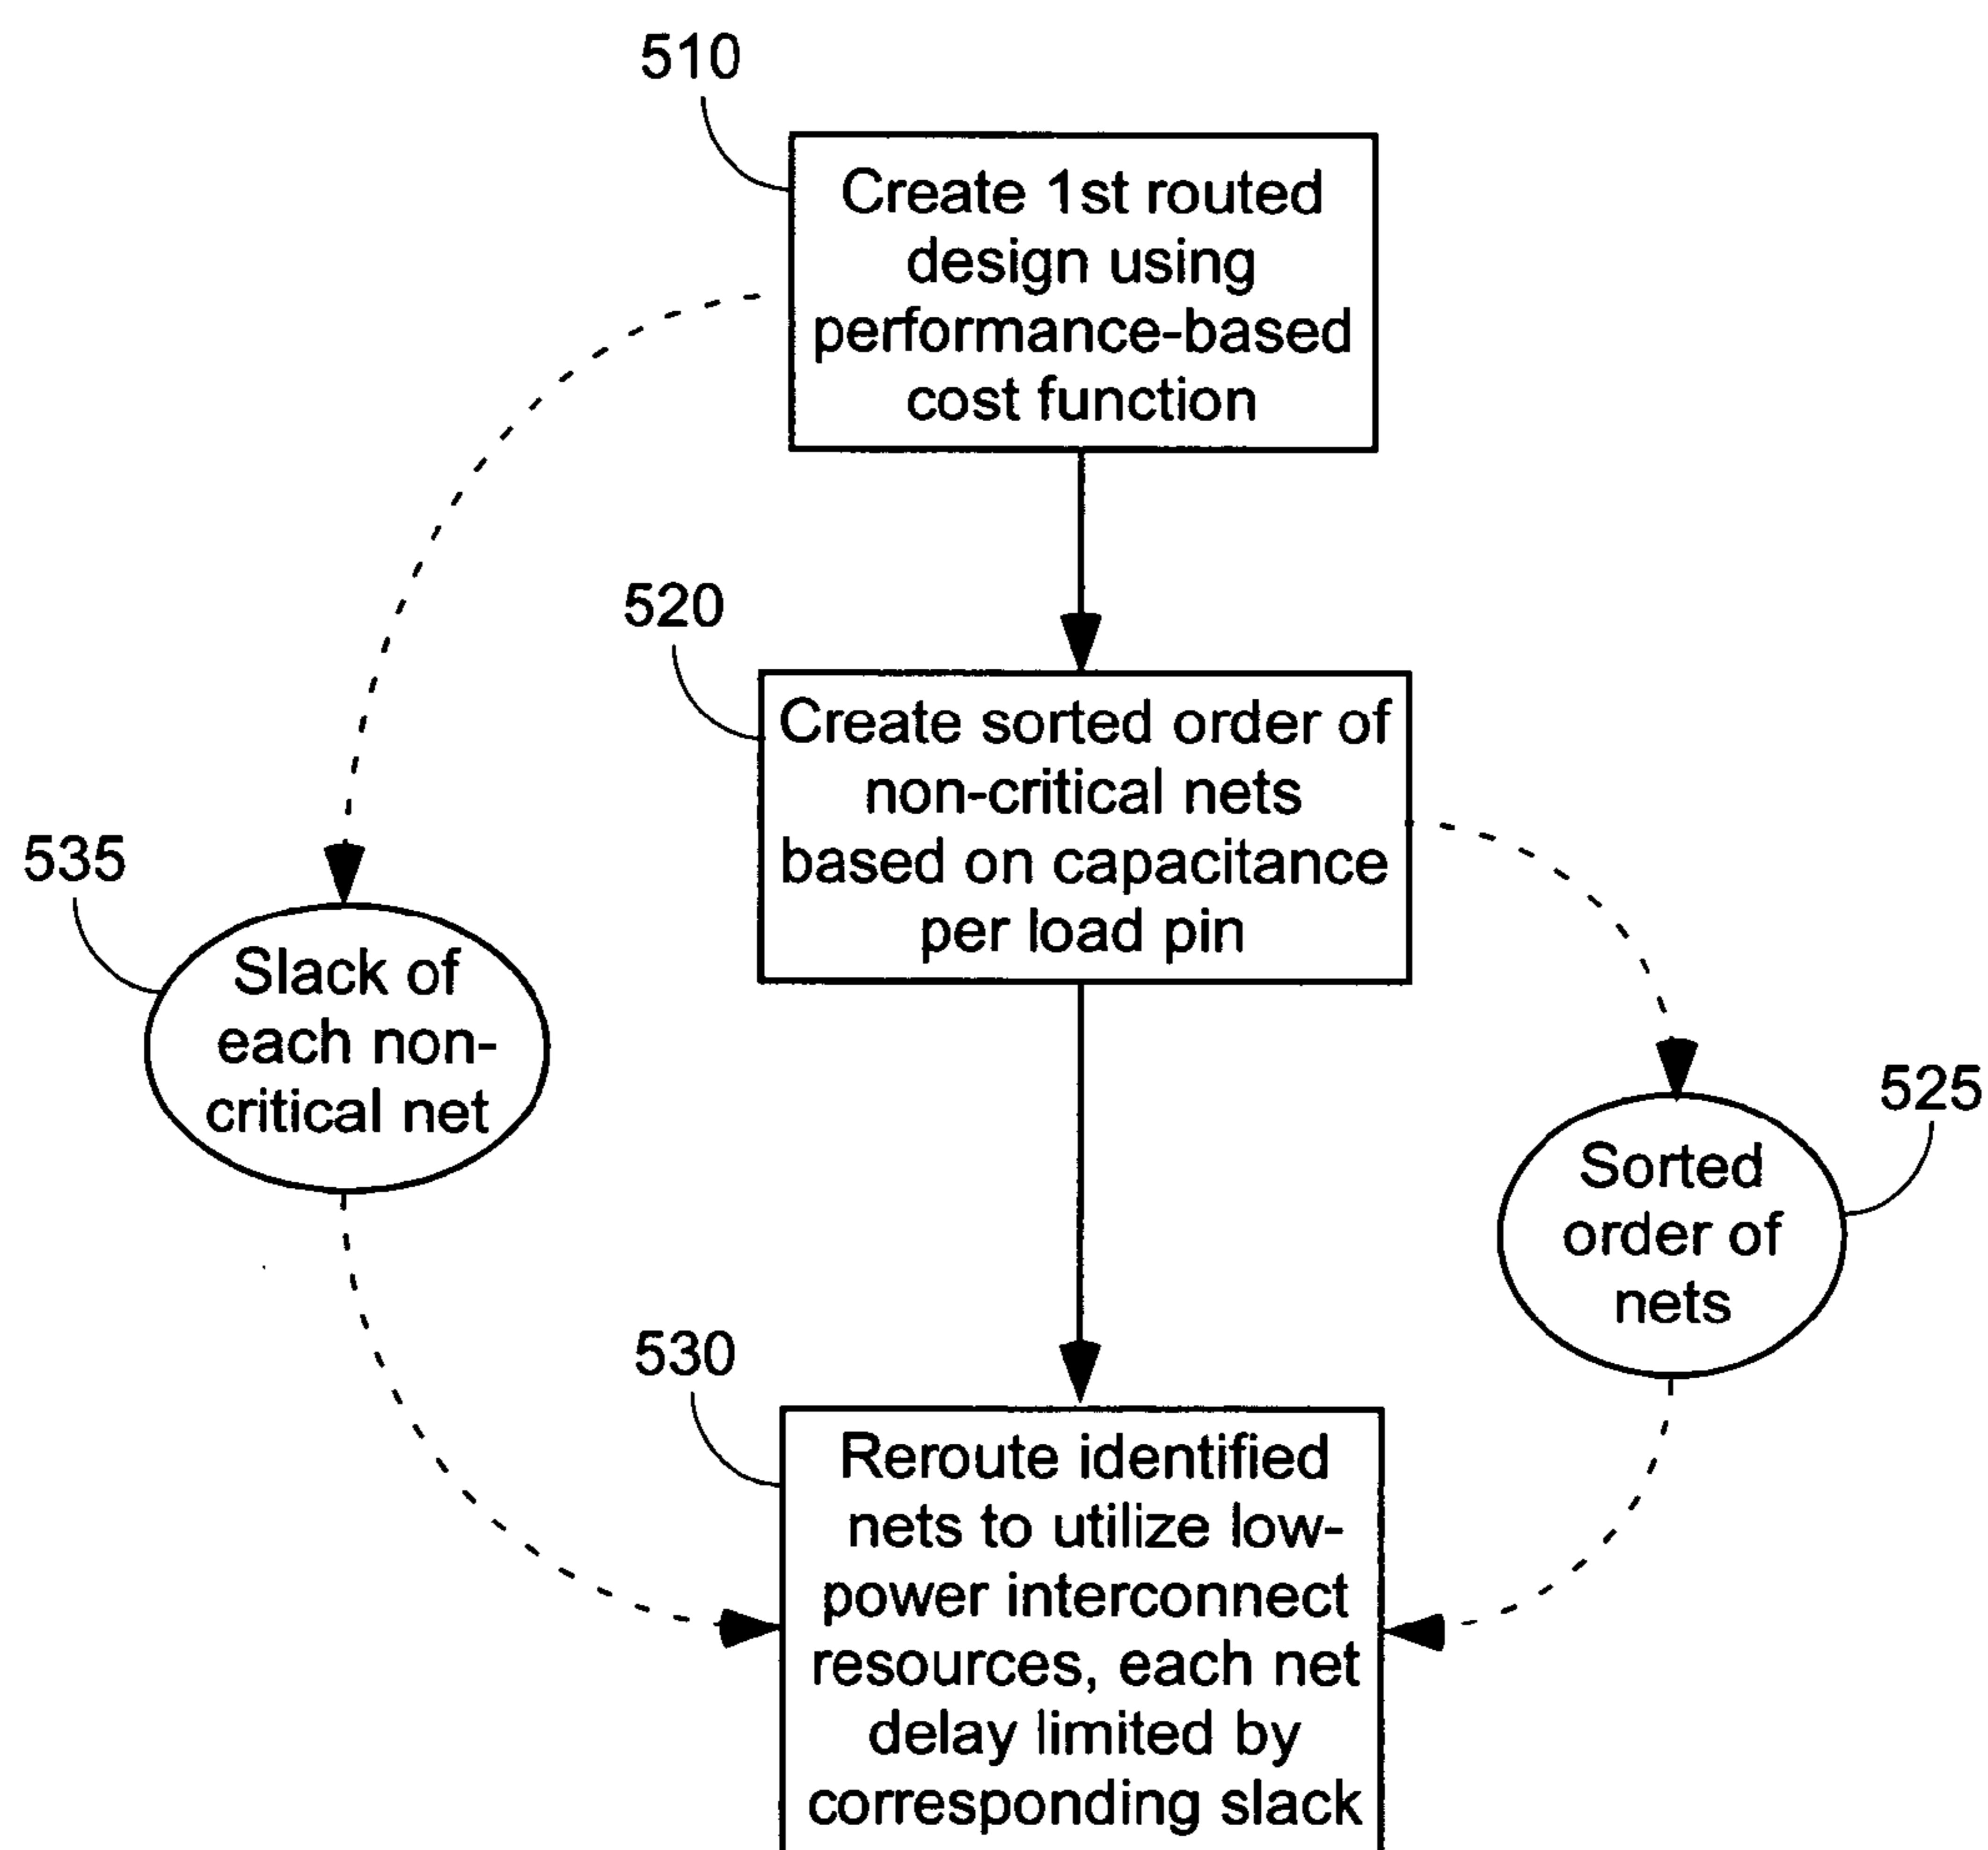 510
Create 1st routed
design using
performance-based
cost function
520
Create sorted order of
non-critical nets
based on capacitance
per load pin
535
Slack of
each non-
critical net
525
Sorted
order of
nets
530
Reroute identified
nets to utilize low-
power interconnect
resources, each net
delay limited by
corresponding slack